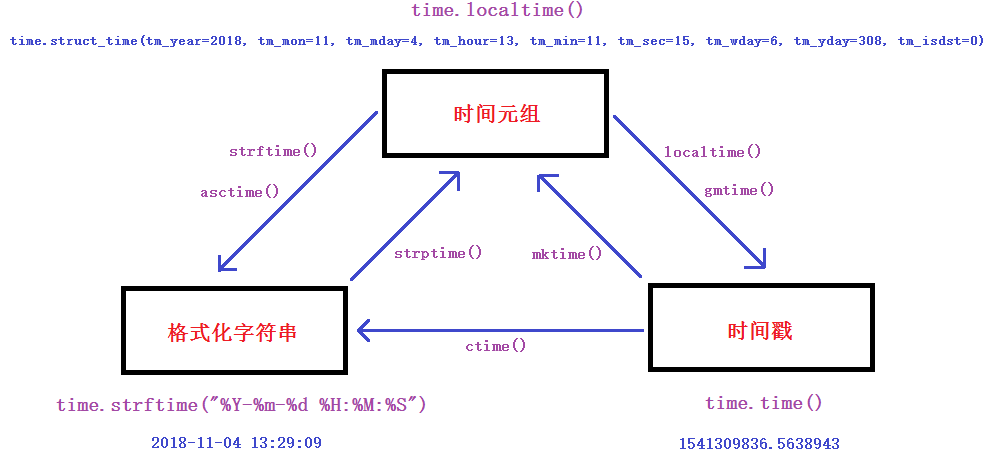 time.localtime()
time.struct_time(tm_year=2018, tm_mon=11, tm_mday=4, tm_hour=13, tm_min=11, tm_sec=15, tm_wday=6, tm_yday=308, tm_isdst=0)
时间元组
strftime()
localtime()
asctime()
gmtime()
strptime()
mktime()
格式化字符串
时间戳
ctime()
time.strftime("%Y-%m-%d %H:%M:%S")
time.time()
2018-11-04 13:29:09
1541309836.5638943